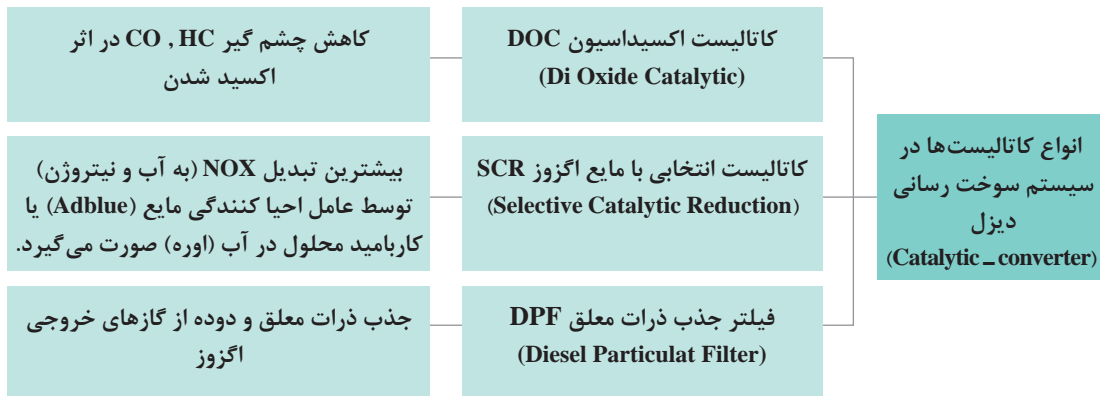 انواع کاتالیست‌ها در
سیستم سوخت رسانی
دیزل
(Catalytic – converter)
کاتالیست اکسیداسیون DOC
(Di Oxide Catalytic)
کاهش چشم گیر CO , HC در اثر
اکسید شدن
کاتالیست انتخابی با مایع اگزوز SCR
(Selective Catalytic Reduction)
بیشترین تبدیل NOX (به آب و نیتروژن)
توسط عامل احیا کنندگی مایع (Adblue) یا
کاربامید محلول در آب (اوره) صورت می‌گیرد.
فیلتر جذب ذرات معلق DPF
(Diesel Particulat Filter)
جذب ذرات معلق و دوده از گازهای خروجی
اگزوز